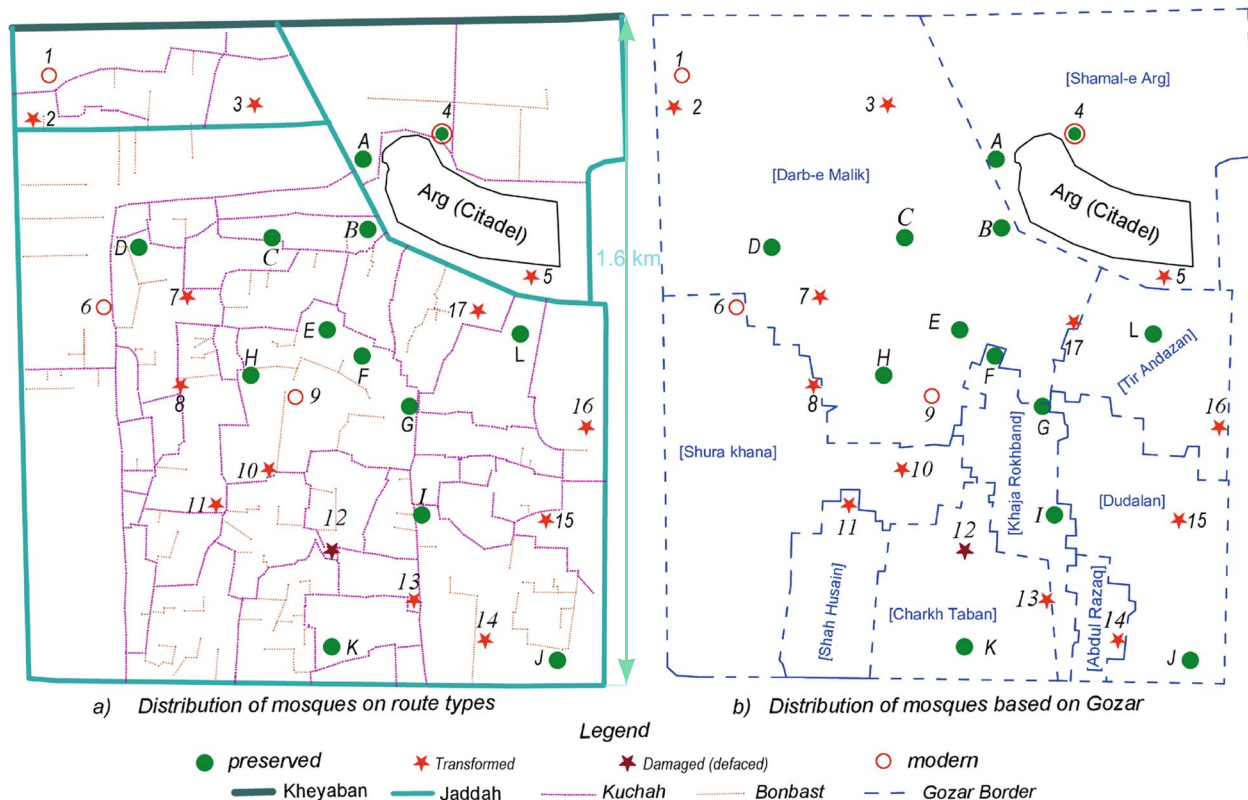 1
2
3
4
A
Arg (Citadel)
B
C
D
5
1.6 km
6
7
17
E
L
F
H
8
9
G
16
10
11
I
12
15
13
14
K
J
a) Distribution of mosques on route types
1
[Shamal-e Arg]
2
3
4
A
[Darb-e Malik]
Arg (Citadel)
C
B
D
5
7
6
E
L
17
F
[Tir Andazan]
H
8
9
16
G
[Shura khana]
[Khaja Rokhband]
10
[Dudalan]
11
I
12
15
[Shah Husain]
[Charkh Taban]
13
[Abdul Razaq]
14
K
J
b) Distribution of mosques based on Gozar
Legend
preserved
Transformed
Damaged (defaced)
modern
Kheyaban
Jaddah
Kuchah
Bonbast
Gozar Border